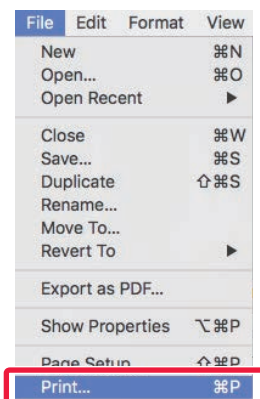 File Edit Format View
New ⌘N
Open... ⌘O
Open Recent ▶
Close ⌘W
Save... ⌘S
Duplicate ⇧⌘S
Rename...
Move To...
Revert To ▶
Export as PDF...
Show Properties ⌥⌘P
Page Setup ⇧⌘P
Print... ⌘P